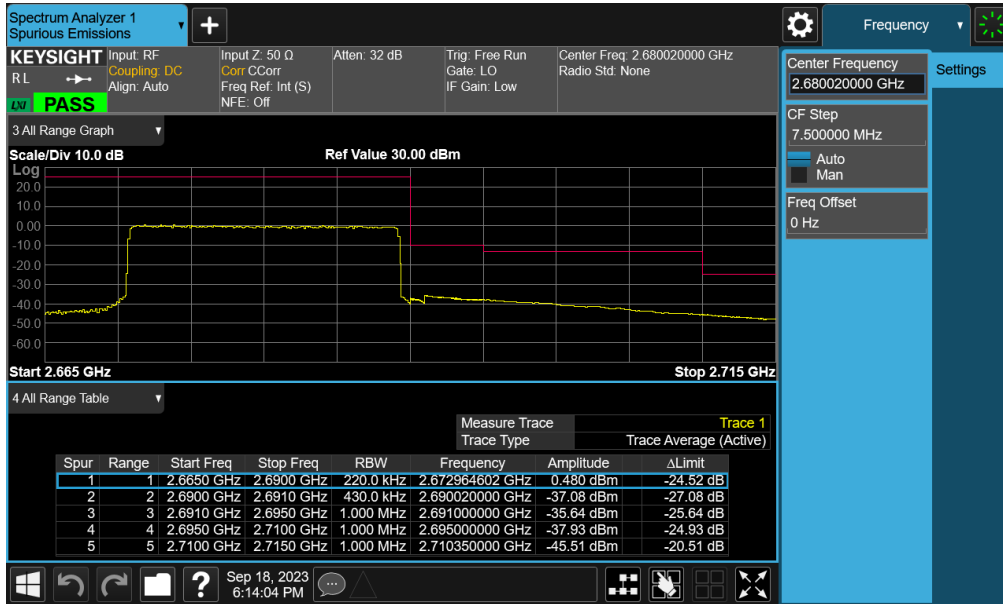 Spectrum Analyzer 1
Spurious Emissions
Frequency
KEYSIGHT
R L
LXI
PASS
Input: RF
Coupling: DC
Align: Auto
Input Z: 50 Ω
Corr CCorr
Freq Ref: Int (S)
NFE: Off
Atten: 32 dB
Trig: Free Run
Gate: LO
IF Gain: Low
Center Freq: 2.680020000 GHz
Radio Std: None
Center Frequency
2.680020000 GHz
Settings
CF Step
7.500000 MHz
Auto
Man
Freq Offset
0 Hz
3 All Range Graph
Scale/Div 10.0 dB
Ref Value 30.00 dBm
Log
20.0
10.0
0.00
-10.0
-20.0
-30.0
-40.0
-50.0
-60.0
Start 2.665 GHz
Stop 2.715 GHz
4 All Range Table
Measure Trace Trace 1
Trace Type Trace Average (Active)
Spur Range Start Freq Stop Freq RBW Frequency Amplitude ΔLimit
1 1 2.6650 GHz 2.6900 GHz 220.0 kHz 2.672964602 GHz 0.480 dBm -24.52 dB
2 2 2.6900 GHz 2.6910 GHz 430.0 kHz 2.690020000 GHz -37.08 dBm -27.08 dB
3 3 2.6910 GHz 2.6950 GHz 1.000 MHz 2.691000000 GHz -35.64 dBm -25.64 dB
4 4 2.6950 GHz 2.7100 GHz 1.000 MHz 2.695000000 GHz -37.93 dBm -24.93 dB
5 5 2.7100 GHz 2.7150 GHz 1.000 MHz 2.710350000 GHz -45.51 dBm -20.51 dB
?
Sep 18, 2023
6:14:04 PM